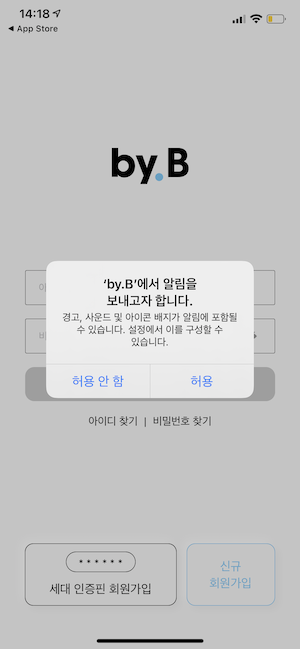 14:18
◀ App Store
by.B
‘by.B’에서 알림을
보내고자 합니다.
경고, 사운드 및 아이콘 배지가 알림에 포함될
수 있습니다. 설정에서 이를 구성할 수
있습니다.
허용 안 함
허용
아이디 찾기 | 비밀번호 찾기
******
세대 인증핀 회원가입
신규
회원가입